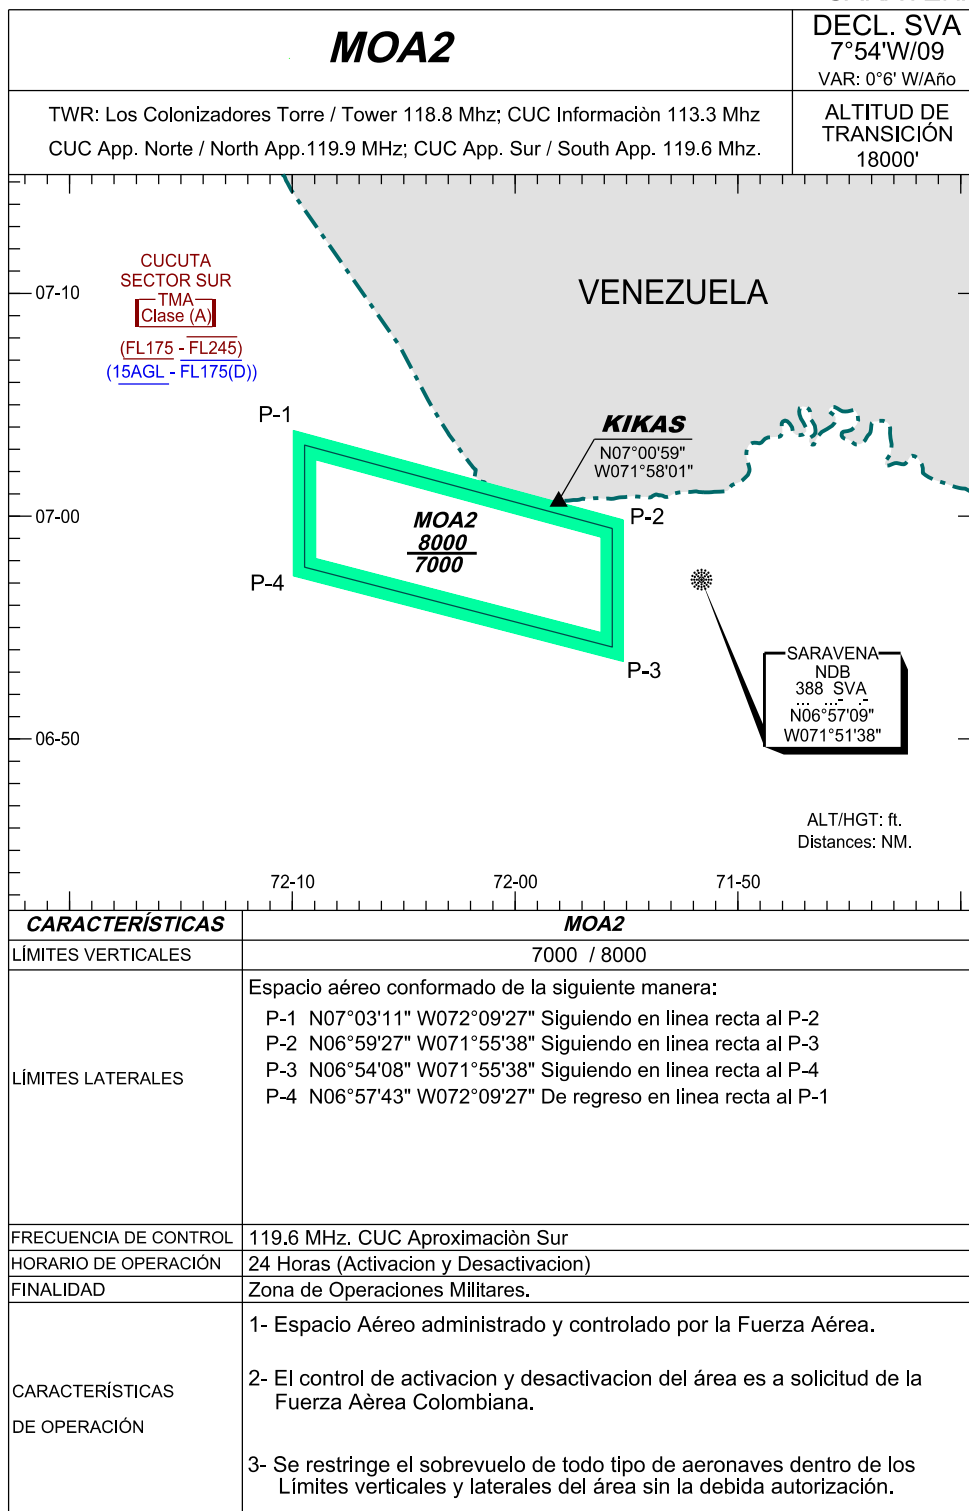 MOA2
DECL. SVA
7°54'W/09
VAR: 0°6' W/Año
TWR: Los Colonizadores Torre / Tower 118.8 Mhz; CUC Informaciòn 113.3 Mhz
CUC App. Norte / North App.119.9 MHz; CUC App. Sur / South App. 119.6 Mhz.
ALTITUD DE
TRANSICIÓN
18000'
CUCUTA
SECTOR SUR
TMA
Clase (A)
(FL175 - FL245)
(15AGL - FL175(D))
07-10
VENEZUELA
P-1
KIKAS
N07°00'59"
W071°58'01"
07-00
MOA2
8000
7000
P-2
P-4
P-3
SARAVENA
NDB
388 SVA
... ...- .-
N06°57'09"
W071°51'38"
06-50
ALT/HGT: ft.
Distances: NM.
72-10
72-00
71-50
CARACTERÍSTICAS
MOA2
LÍMITES VERTICALES
7000 / 8000
LÍMITES LATERALES
Espacio aéreo conformado de la siguiente manera:
P-1 N07°03'11" W072°09'27" Siguiendo en linea recta al P-2
P-2 N06°59'27" W071°55'38" Siguiendo en linea recta al P-3
P-3 N06°54'08" W071°55'38" Siguiendo en linea recta al P-4
P-4 N06°57'43" W072°09'27" De regreso en linea recta al P-1
FRECUENCIA DE CONTROL
119.6 MHz. CUC Aproximaciòn Sur
HORARIO DE OPERACIÓN
24 Horas (Activacion y Desactivacion)
FINALIDAD
Zona de Operaciones Militares.
CARACTERÍSTICAS
DE OPERACIÓN
1- Espacio Aéreo administrado y controlado por la Fuerza Aérea.
2- El control de activacion y desactivacion del área es a solicitud de la
Fuerza Aèrea Colombiana.
3- Se restringe el sobrevuelo de todo tipo de aeronaves dentro de los
Límites verticales y laterales del área sin la debida autorización.